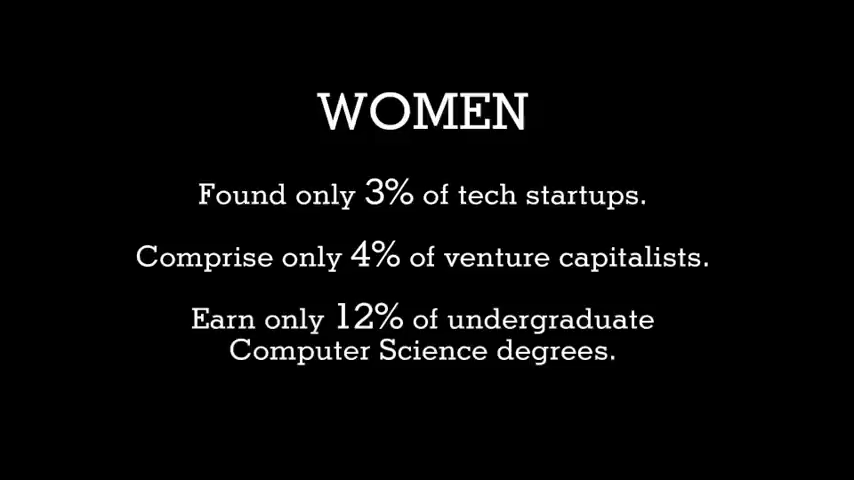 WOMEN
Found only 3% of tech startups.
Comprise only 4% of venture capitalists.
Earn only 12% of undergraduate
Computer Science degrees.